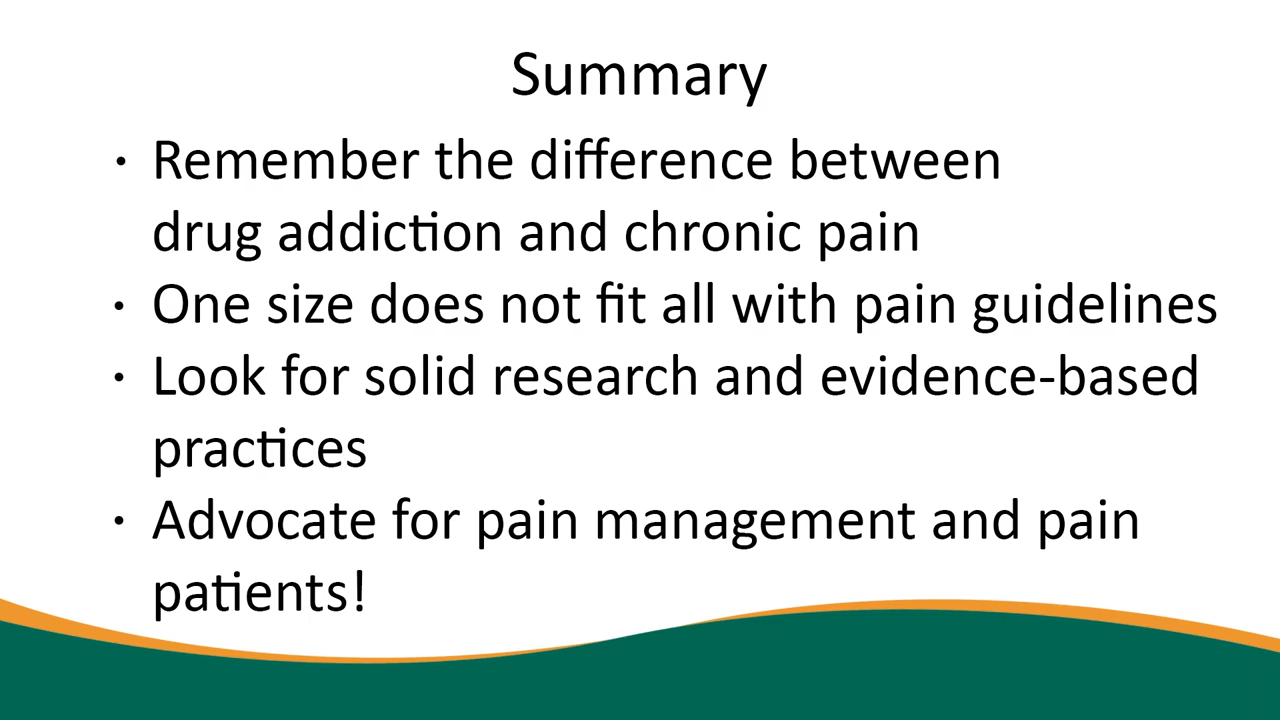 Summary
· Remember the difference between
drug addiction and chronic pain
· One size does not fit all with pain guidelines
· Look for solid research and evidence-based
practices
· Advocate for pain management and pain
patients!